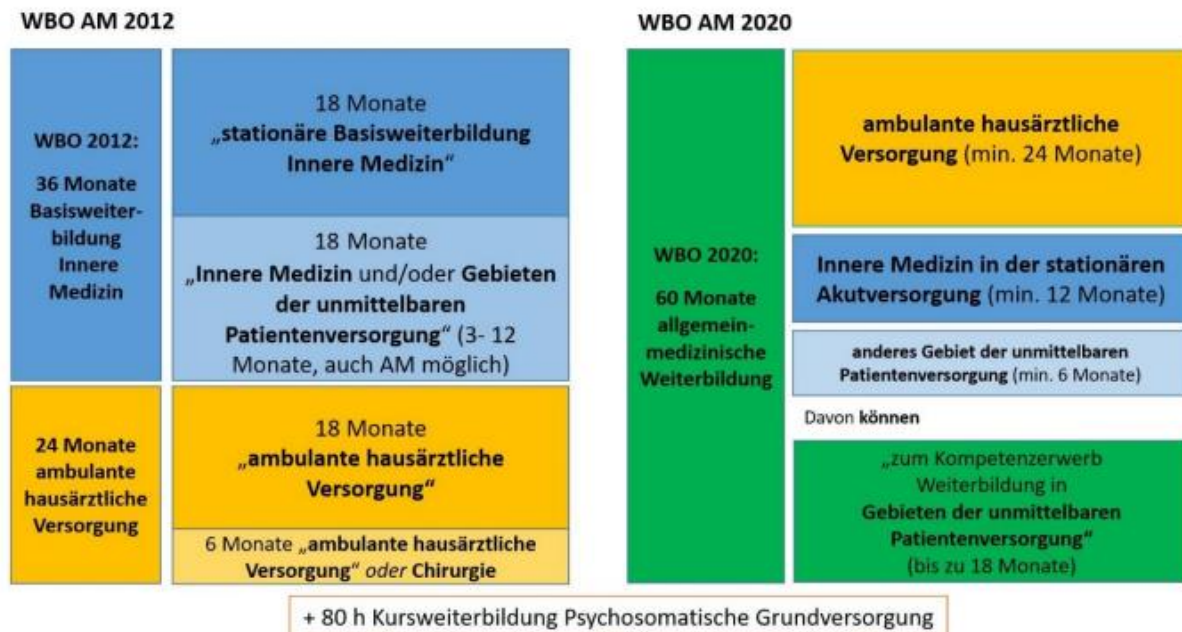 WBO AM 2012
WBO 2012:
36 Monate
Basisweiter-
bildung
Innere
Medizin
18 Monate
„stationäre Basisweiterbildung
Innere Medizin“
18 Monate
„Innere Medizin und/oder Gebieten
der unmittelbaren
Patientenversorgung“ (3- 12
Monate, auch AM möglich)
24 Monate
ambulante
hausärztliche
Versorgung
18 Monate
„ambulante hausärztliche
Versorgung“
6 Monate „ambulante hausärztliche
Versorgung“ oder Chirurgie
WBO AM 2020
WBO 2020:
60 Monate
allgemein-
medizinische
Weiterbildung
ambulante hausärztliche
Versorgung (min. 24 Monate)
Innere Medizin in der stationären
Akutversorgung (min. 12 Monate)
anderes Gebiet der unmittelbaren
Patientenversorgung (min. 6 Monate)
Davon können
„zum Kompetenzerwerb
Weiterbildung in
Gebieten der unmittelbaren
Patientenversorgung“
(bis zu 18 Monate)
+ 80 h Kursweiterbildung Psychosomatische Grundversorgung